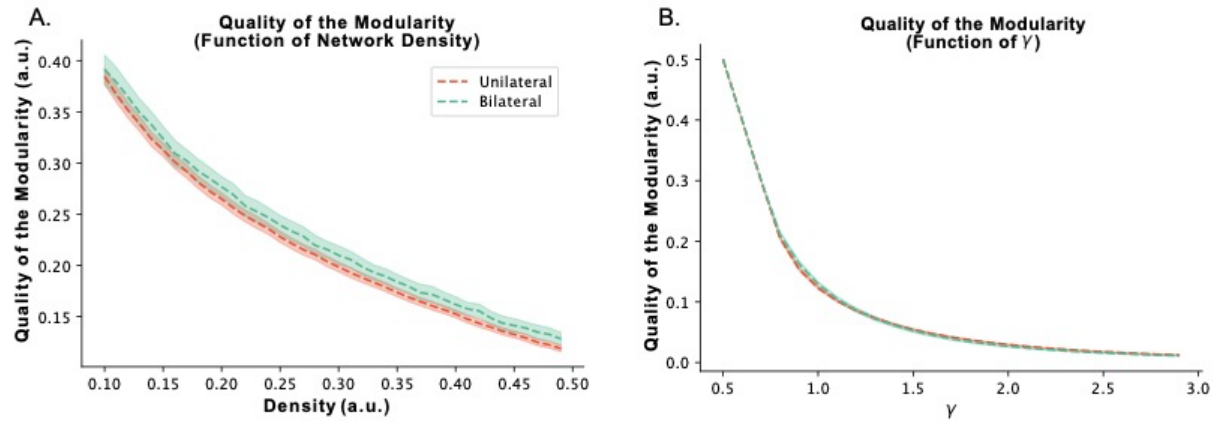 A.
Quality of the Modularity
(Function of Network Density)
Quality of the Modularity (a.u.)
0.40
0.35
0.30
0.25
0.20
0.15
Unilateral
Bilateral
0.10 0.15 0.20 0.25 0.30 0.35 0.40 0.45 0.50
Density (a.u.)
B.
Quality of the Modularity
(Function of γ)
Quality of the Modularity (a.u.)
0.5
0.4
0.3
0.2
0.1
0.0
0.5 1.0 1.5 2.0 2.5 3.0
γ